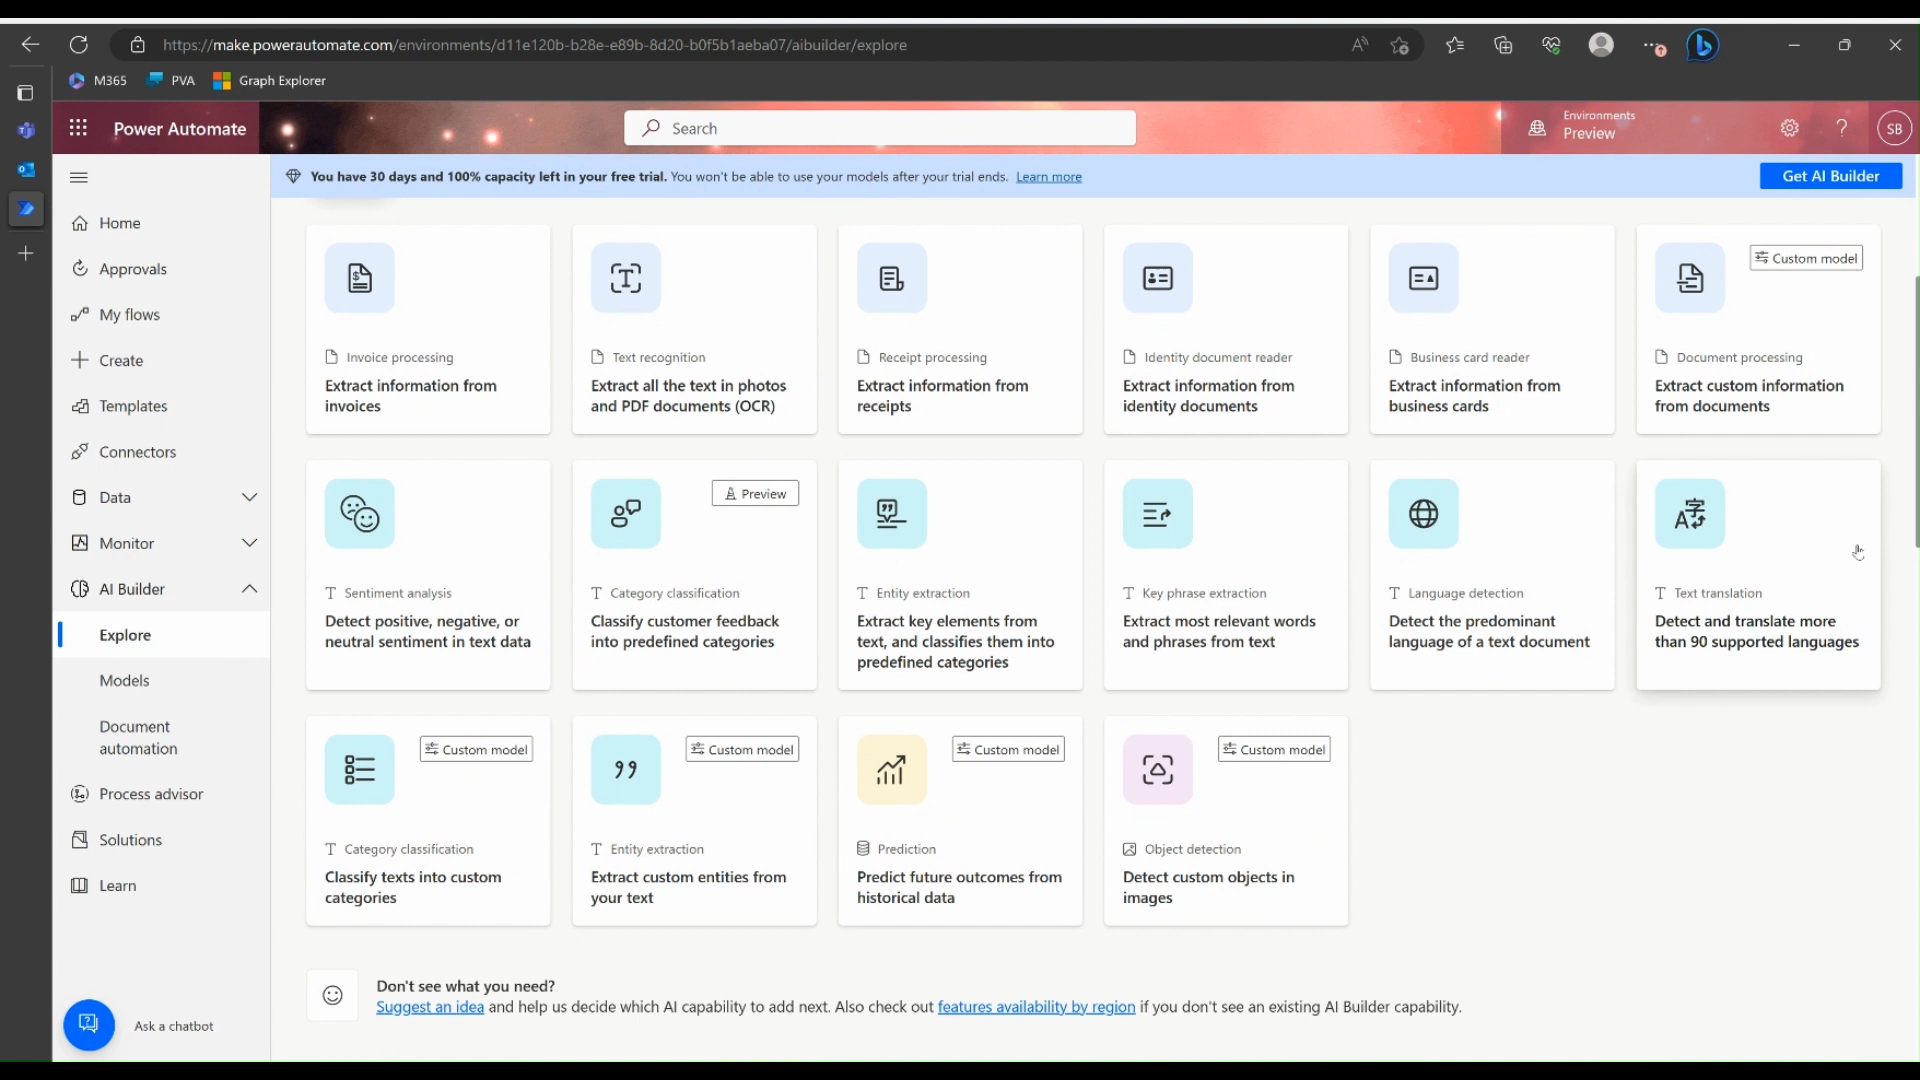 https://make.powerautomate.com/environments/d11e120b-b28e-e89b-8d20-b0f5b1aeba07/aibuilder/explore
M365 PVA Graph Explorer
Power Automate
Search
Environments
Preview
SB
You have 30 days and 100% capacity left in your free trial. You won't be able to use your models after your trial ends. Learn more
Get AI Builder
Home
Approvals
My flows
Create
Templates
Connectors
Data
Monitor
AI Builder
Explore
Models
Document
automation
Process advisor
Solutions
Learn
Ask a chatbot
Invoice processing
Extract information from
invoices
Text recognition
Extract all the text in photos
and PDF documents (OCR)
Receipt processing
Extract information from
receipts
Identity document reader
Extract information from
identity documents
Business card reader
Extract information from
business cards
Custom model
Document processing
Extract custom information
from documents
Sentiment analysis
Detect positive, negative, or
neutral sentiment in text data
Preview
Category classification
Classify customer feedback
into predefined categories
Entity extraction
Extract key elements from
text, and classifies them into
predefined categories
Key phrase extraction
Extract most relevant words
and phrases from text
Language detection
Detect the predominant
language of a text document
Text translation
Detect and translate more
than 90 supported languages
Custom model
Category classification
Classify texts into custom
categories
Custom model
Entity extraction
Extract custom entities from
your text
Custom model
Prediction
Predict future outcomes from
historical data
Custom model
Object detection
Detect custom objects in
images
Don't see what you need?
Suggest an idea and help us decide which AI capability to add next. Also check out features availability by region if you don't see an existing AI Builder capability.